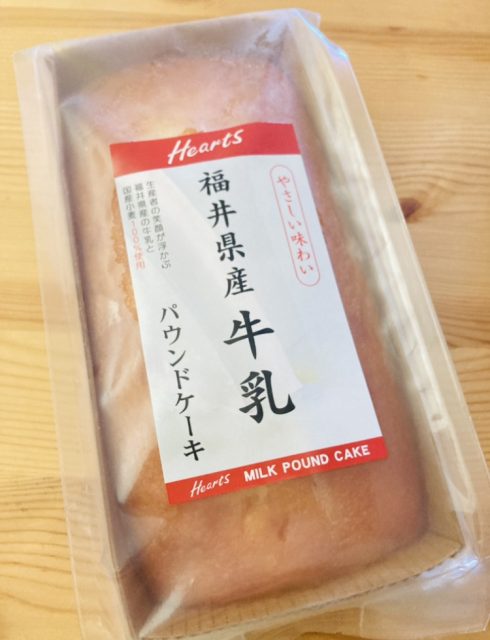 Hearts
やさしい味わい
福井県産牛乳
パウンドケーキ
生産者の笑顔が浮かぶ
福井県産の牛乳と
国産小麦100%使用
Hearts MILK POUND CAKE